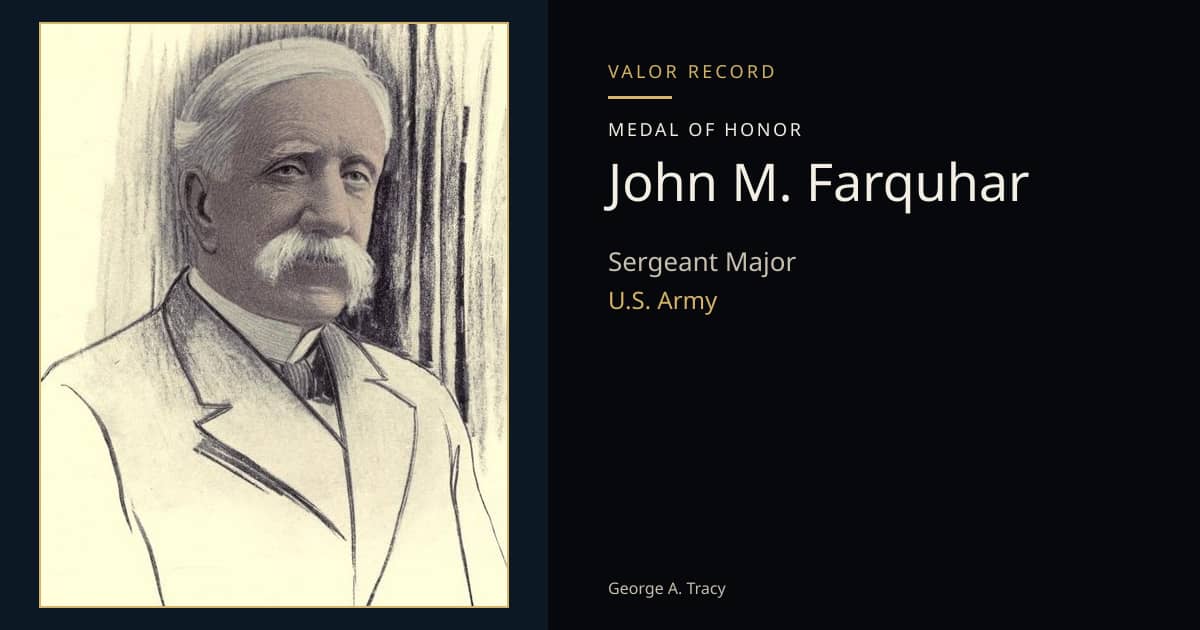 VALOR RECORD
MEDAL OF HONOR
John M. Farquhar
Sergeant Major
U.S. Army
George A. Tracy